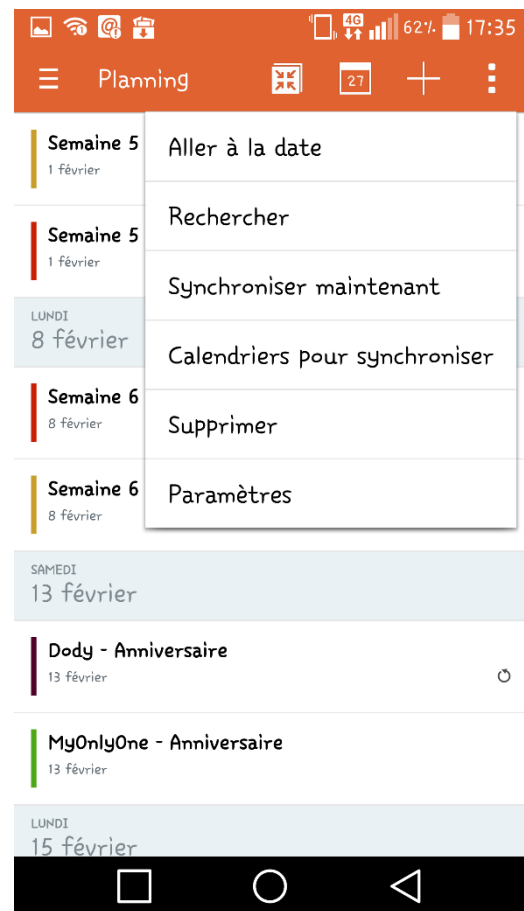 4G 62% 17:35
Planning 27
Semaine 5
1 février
Semaine 5
1 février
LUNDI
8 février
Semaine 6
8 février
Semaine 6
8 février
Aller à la date
Rechercher
Synchroniser maintenant
Calendriers pour synchroniser
Supprimer
Paramètres
SAMEDI
13 février
Dody - Anniversaire
13 février
MyOnlyOne - Anniversaire
13 février
LUNDI
15 février